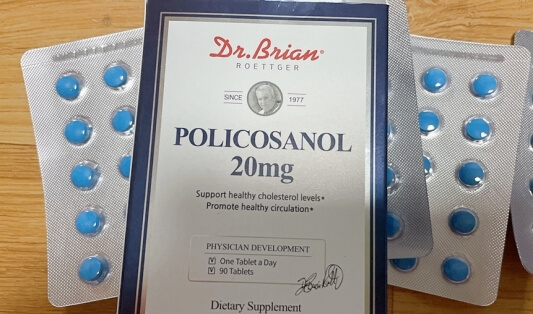 Dr.Brian®
ROETTGER
SINCE 1977
POLICOSANOL
20mg
Support healthy cholesterol levels*
Promote healthy circulation*
PHYSICIAN DEVELOPMENT
One Tablet a Day
90 Tablets
Dietary Supplement